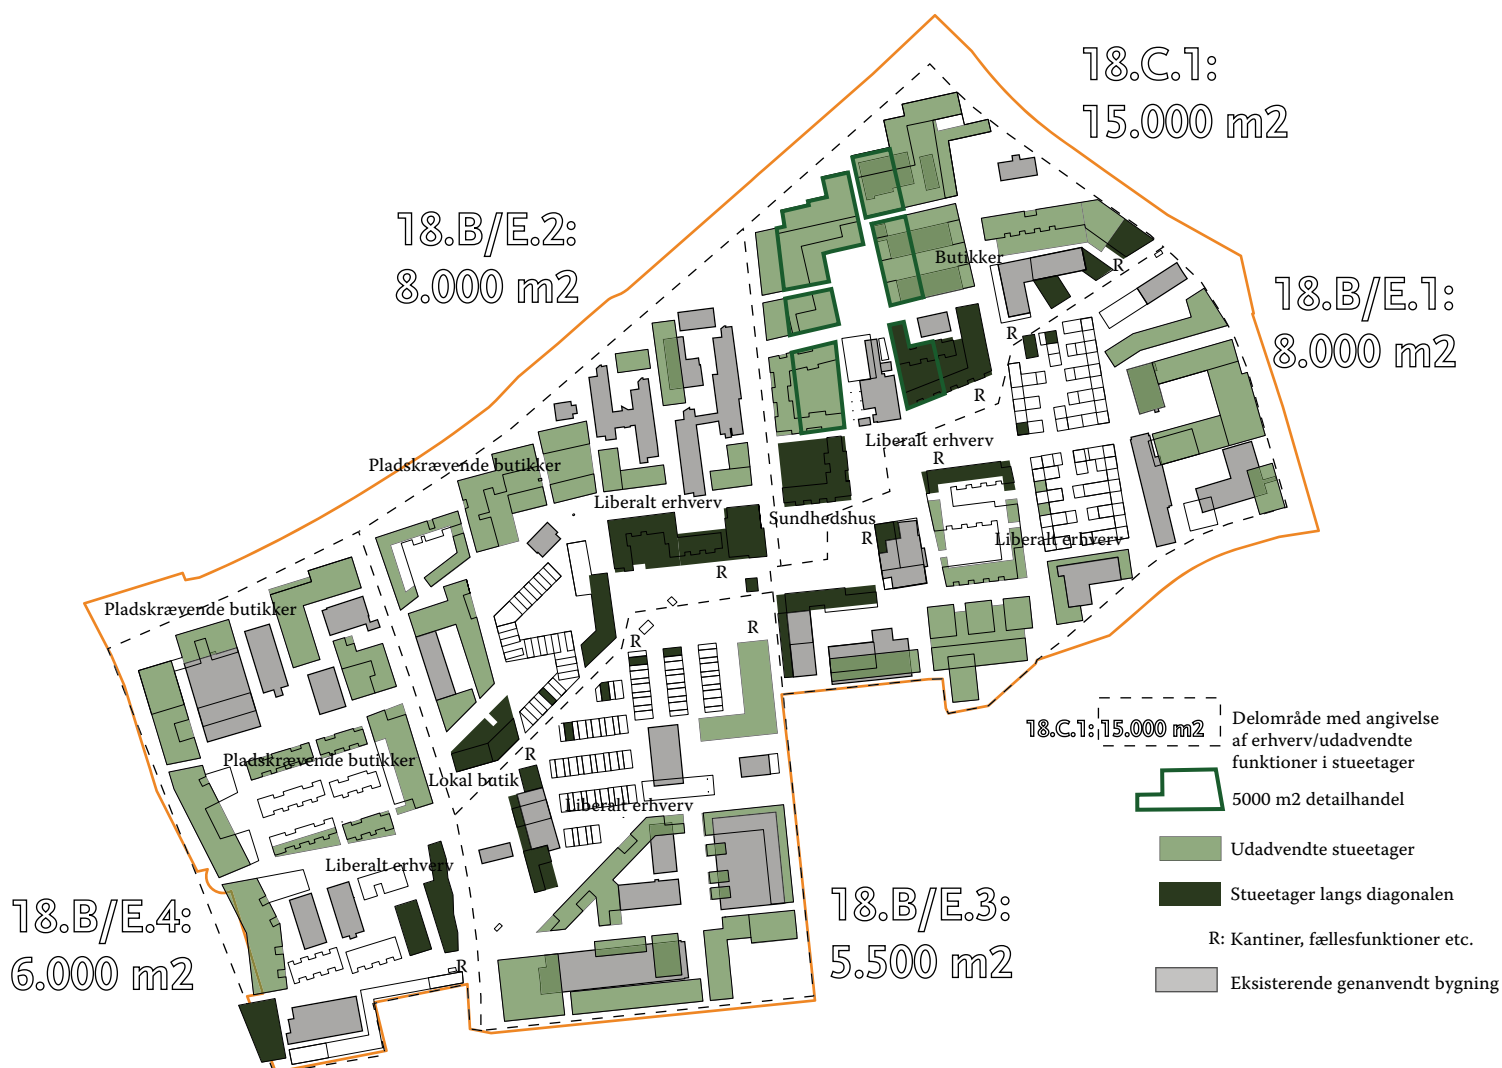 18.C.1:
15.000 m2
18.B/E.2:
8.000 m2
Butikker
R
18.B/E.1:
8.000 m2
R
R
Liberalt erhverv
R
Pladskrævende butikker
Liberalt erhverv
Sundhedshus
R
Liberalt erhverv
R
Pladskrævende butikker
R
R
Pladskrævende butikker
R
Lokal butik
Liberalt erhverv
Liberalt erhverv
R
18.B/E.4:
6.000 m2
18.B/E.3:
5.500 m2
18.C.1: 15.000 m2
Delområde med angivelse
af erhverv/udadvendte
funktioner i stueetager
5000 m2 detailhandel
Udadvendte stueetager
Stueetager langs diagonalen
R: Kantiner, fællesfunktioner etc.
Eksisterende genanvendt bygning